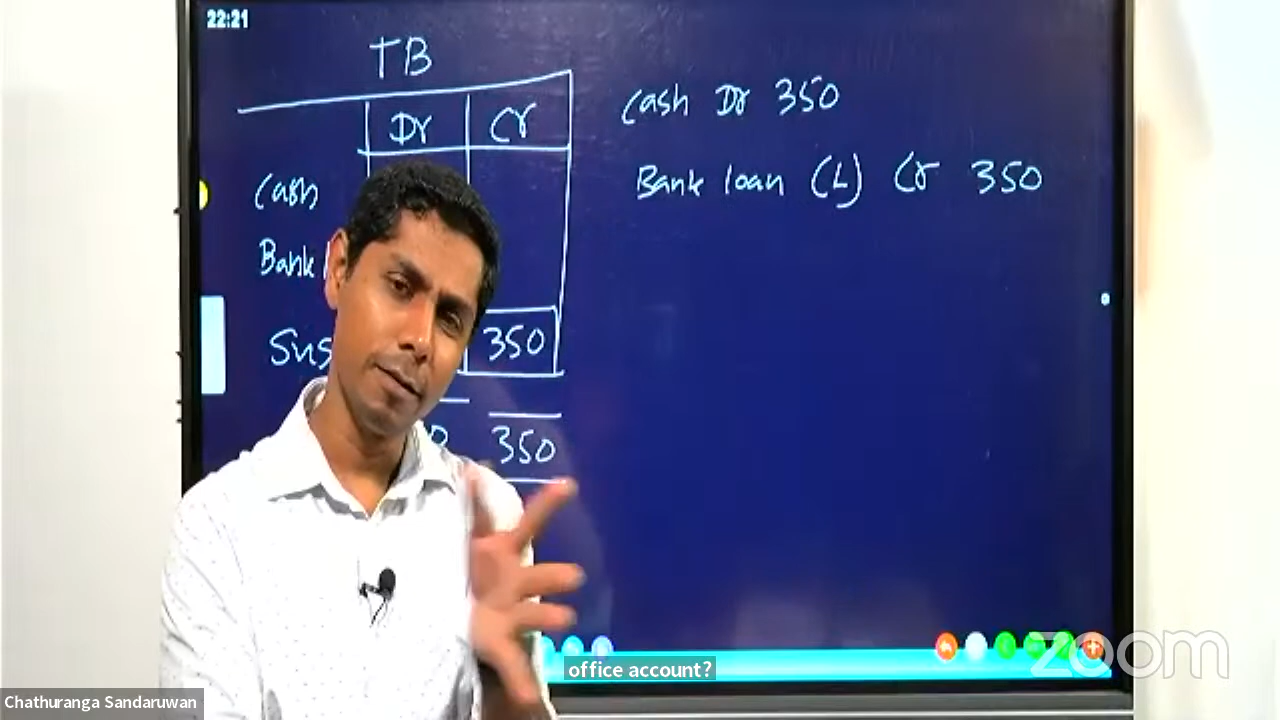 22:21
TB
Dr Cr
Cash Dr 350
Bank loan (L) Cr 350
Cash
Bank
Sus 350
350
office account?
zoom
Chathuranga Sandaruwan